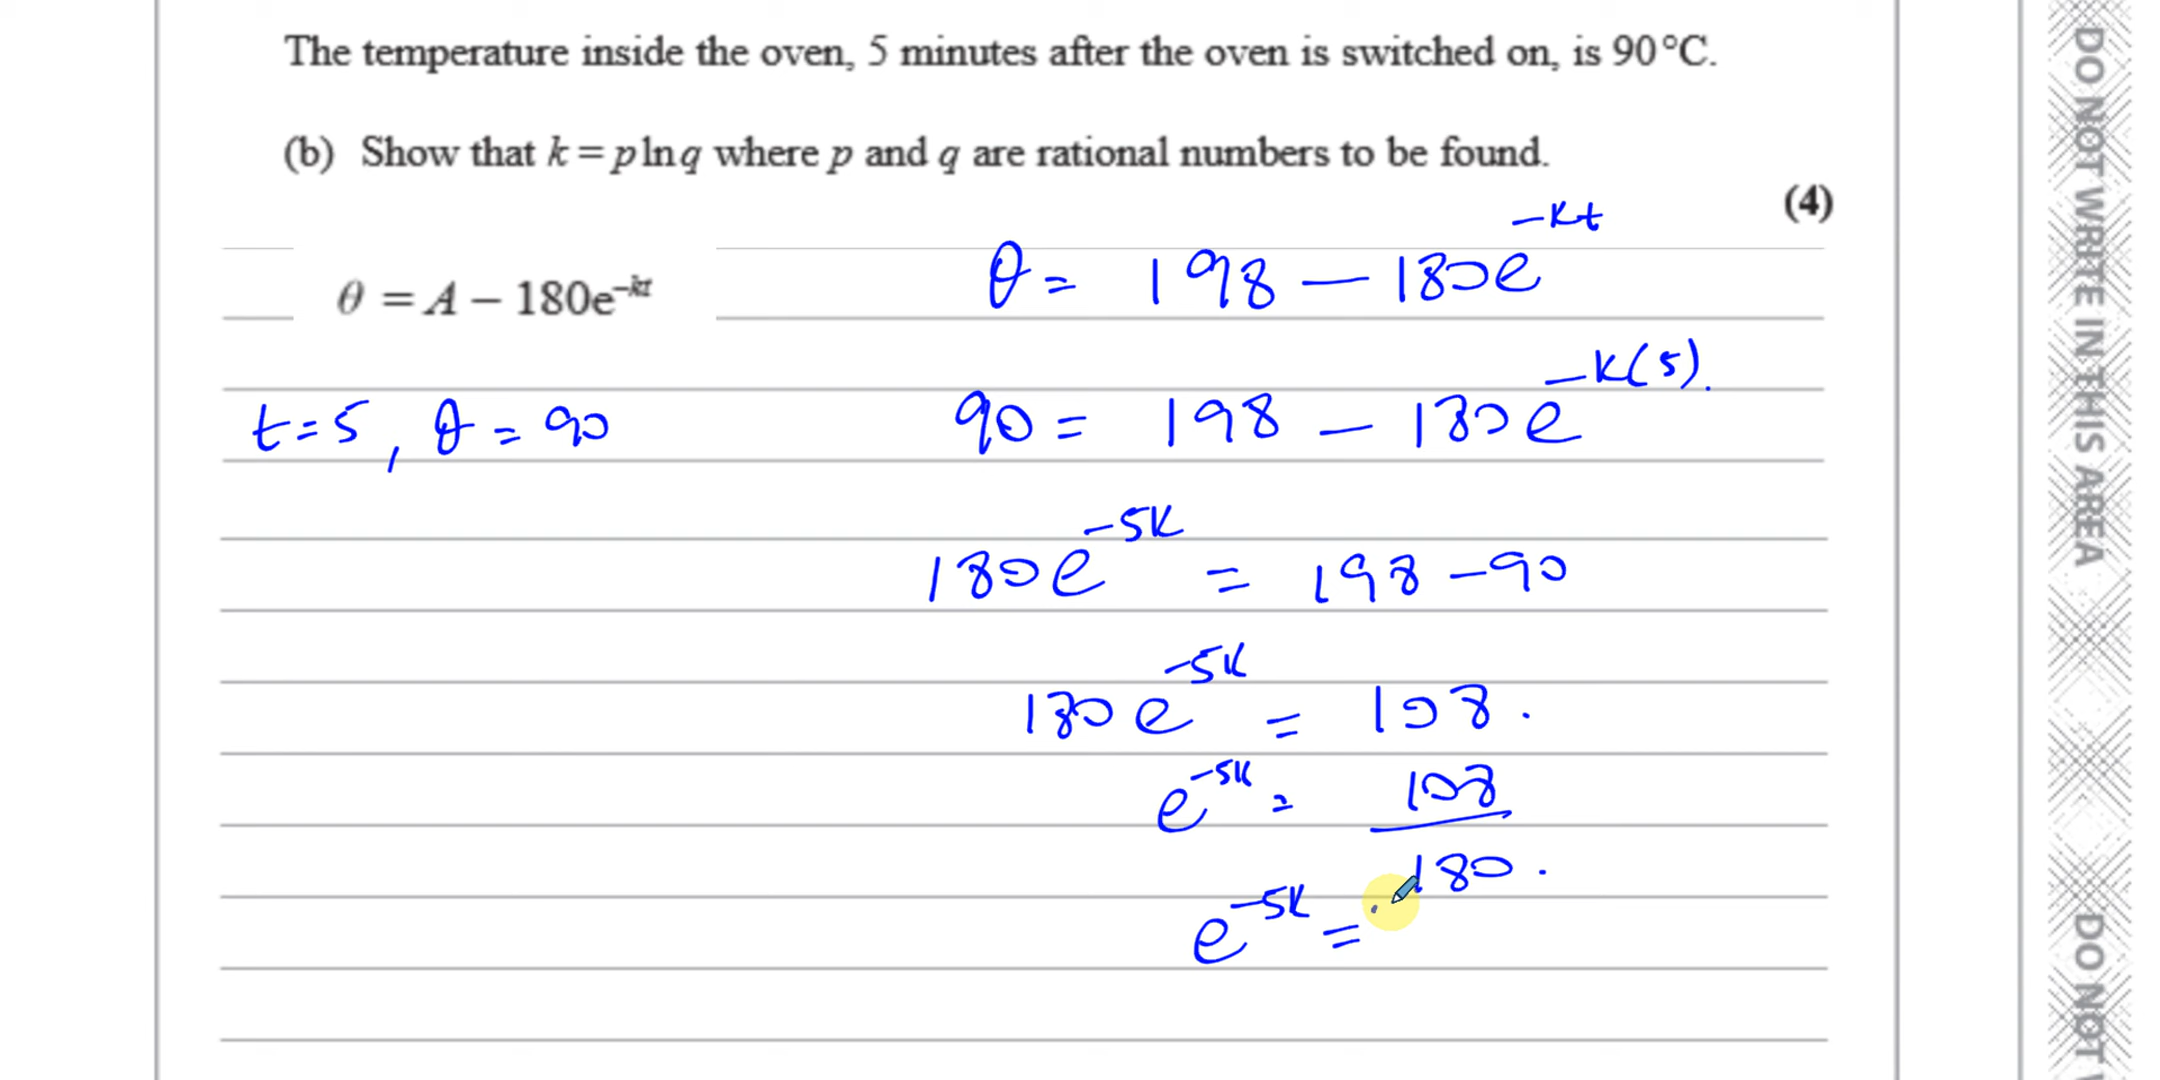 The temperature inside the oven, 5 minutes after the oven is switched on, is 90 °C.
(b) Show that k = p ln q where p and q are rational numbers to be found.
(4)
θ = A − 180e^{−kt}
θ = 198 − 180e^{−kt}
t=5, θ = 90
90 = 198 − 180e^{−k(5)}.
180e^{−5k} = 198 − 90
180e^{−5k} = 108.
e^{−5k} = 108/180.
e^{−5k} =
DO NOT WRITE IN THIS AREA
DO NOT